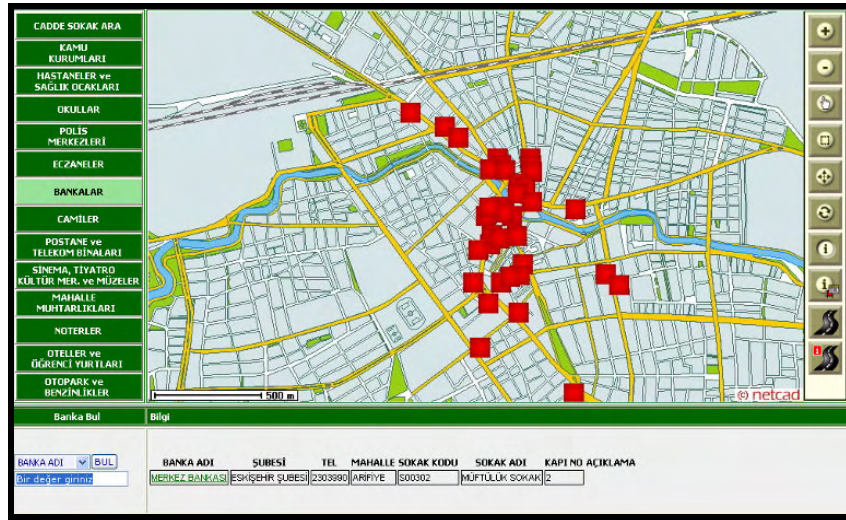 CADDE SOKAK ARA
KAMU
KURUMLARI
HASTANELER ve
SAĞLIK OCAKLARI
OKULLAR
POLİS
MERKEZLERİ
ECZANELER
BANKALAR
CAMİLER
POSTANE ve
TELEKOM BİNALARI
SİNEMA, TİYATRO
KÜLTÜR MER. ve MÜZELER
MAHALLE
MUHTARLIKLARI
NOTERLER
OTELLER ve
ÖĞRENCİ YURTLARI
OTOPARK ve
BENZİNLİKLER
500 m
© netcad
Banka Bul
Bilgi
BANKA ADI BUL
Bir değer giriniz
BANKA ADI ŞUBESİ TEL MAHALLE SOKAK KODU SOKAK ADI KAPI NO AÇIKLAMA
MERKEZ BANKASI ESKİŞEHİR ŞUBESİ 2303990 ARİFİYE S00302 MÜFTÜLÜK SOKAK 2